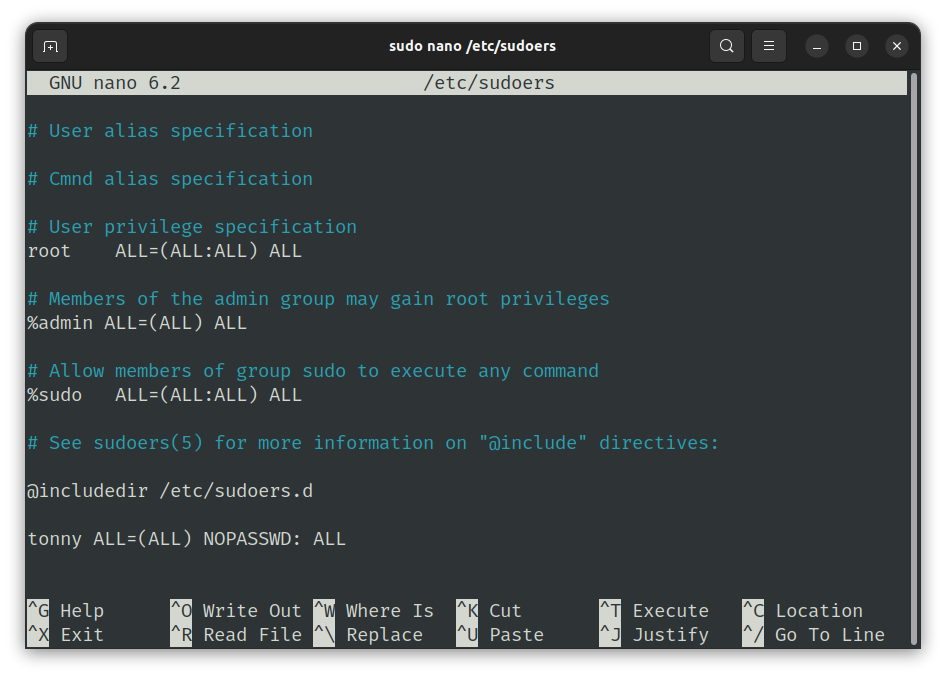 sudo nano /etc/sudoers
GNU nano 6.2 /etc/sudoers
# User alias specification
# Cmnd alias specification
# User privilege specification
root ALL=(ALL:ALL) ALL
# Members of the admin group may gain root privileges
%admin ALL=(ALL) ALL
# Allow members of group sudo to execute any command
%sudo ALL=(ALL:ALL) ALL
# See sudoers(5) for more information on "@include" directives:
@includedir /etc/sudoers.d
tonny ALL=(ALL) NOPASSWD: ALL
^G Help ^O Write Out ^W Where Is ^K Cut ^T Execute ^C Location
^X Exit ^R Read File ^\ Replace ^U Paste ^J Justify ^/ Go To Line